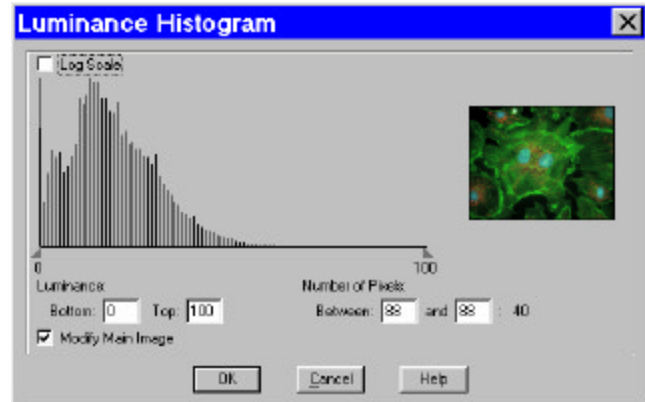 Luminance Histogram
Log Scale
0 100
Luminance: Number of Pixels:
Bottom: 0 Top: 100 Between: 88 and 88 : 40
Modify Main Image
OK Cancel Help